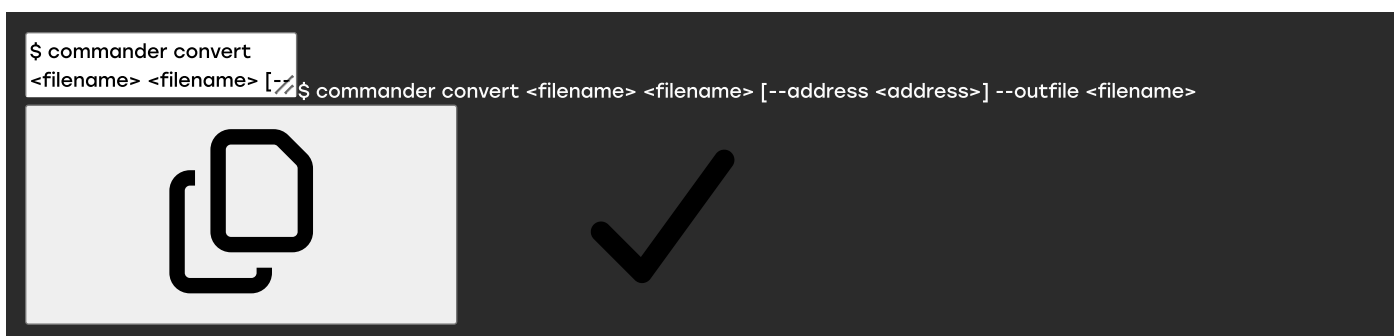 $ commander convert
<filename> <filename> [--
$ commander convert <filename> <filename> [--address <address>] --outfile <filename>